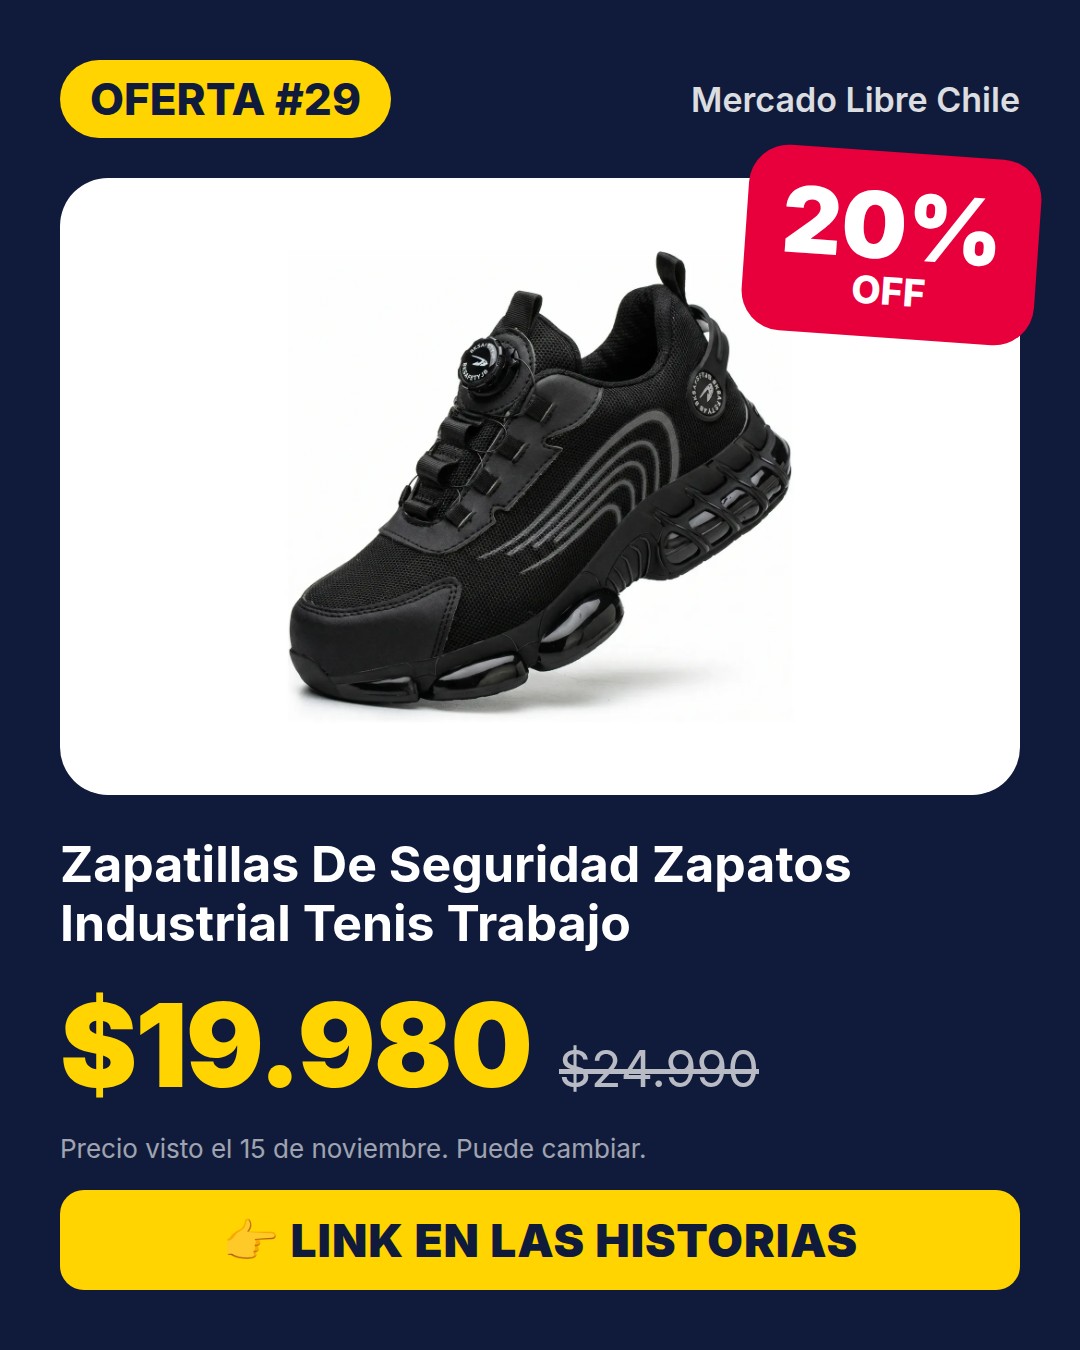 OFERTA #29
Mercado Libre Chile
20%
OFF
Zapatillas De Seguridad Zapatos
Industrial Tenis Trabajo
$19.980 $24.990
Precio visto el 15 de noviembre. Puede cambiar.
👉 LINK EN LAS HISTORIAS